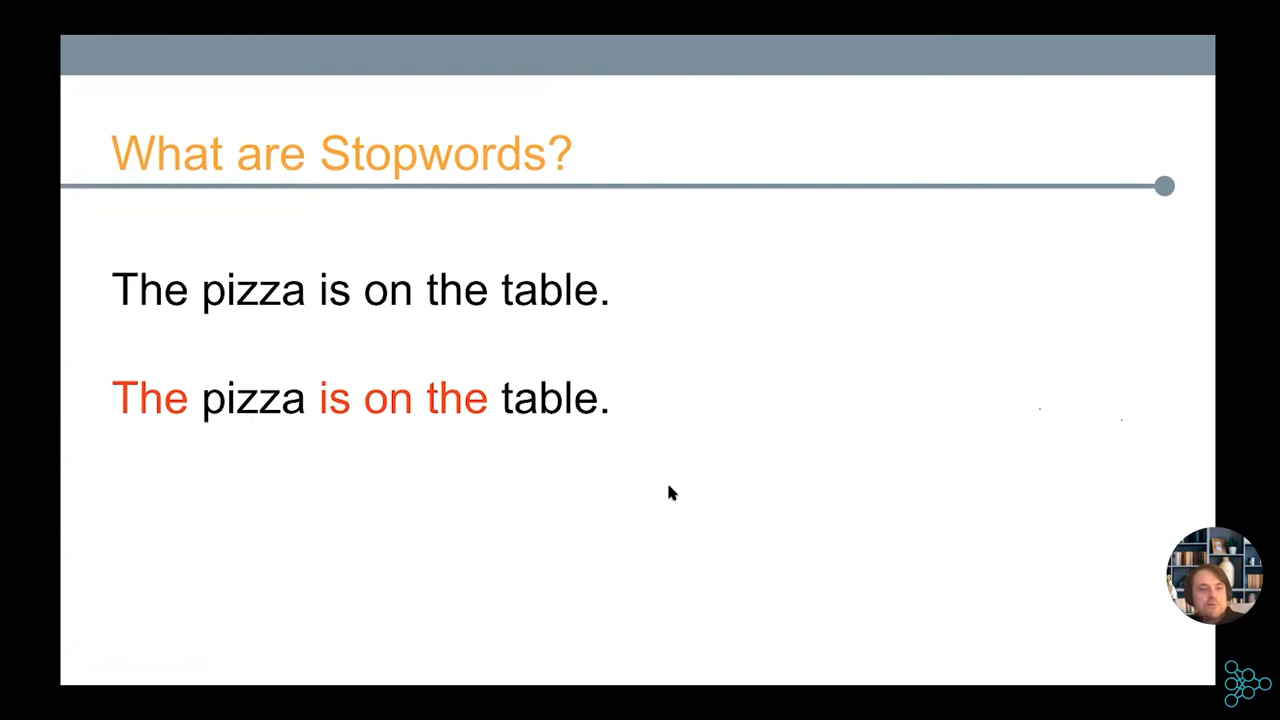 What are Stopwords?
The pizza is on the table.
The pizza is on the table.